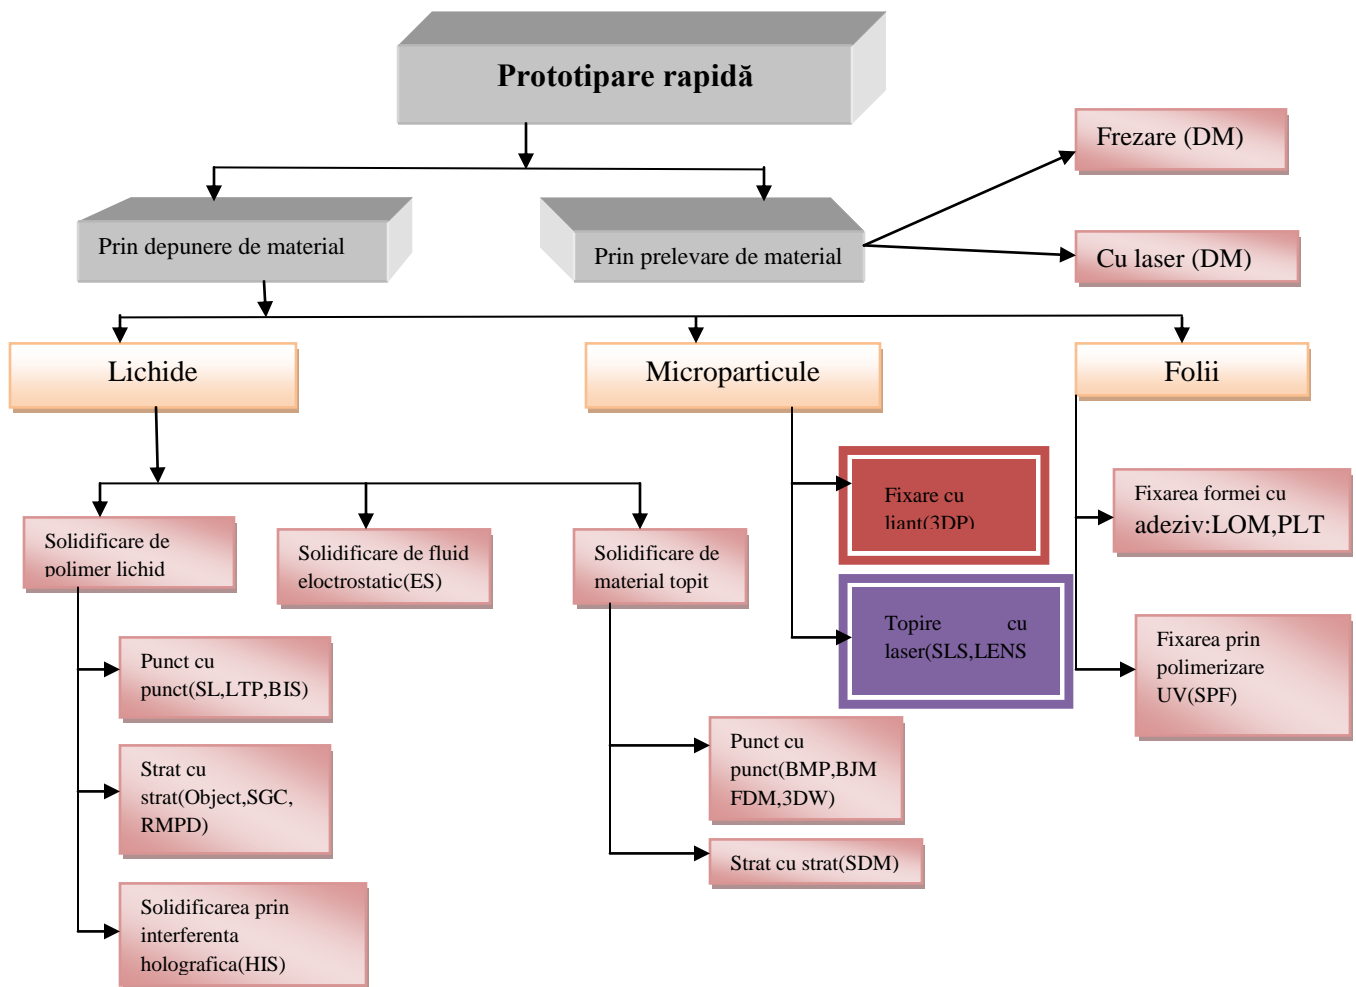 Prototipare rapidă
Frezare (DM)
Prin depunere de material
Prin prelevare de material
Cu laser (DM)
Lichide
Microparticule
Folii
Fixare cu
liant(3DP)
Fixarea formei cu
adeziv:LOM,PLT
Solidificare de
polimer lichid
Solidificare de fluid
eloctrostatic(ES)
Solidificare de
material topit
Topire cu
laser(SLS,LENS
Fixarea prin
polimerizare
UV(SPF)
Punct cu
punct(SL,LTP,BIS)
Punct cu
punct(BMP,BJM
FDM,3DW)
Strat cu
strat(Object,SGC,
RMPD)
Strat cu strat(SDM)
Solidificarea prin
interferenta
holografica(HIS)